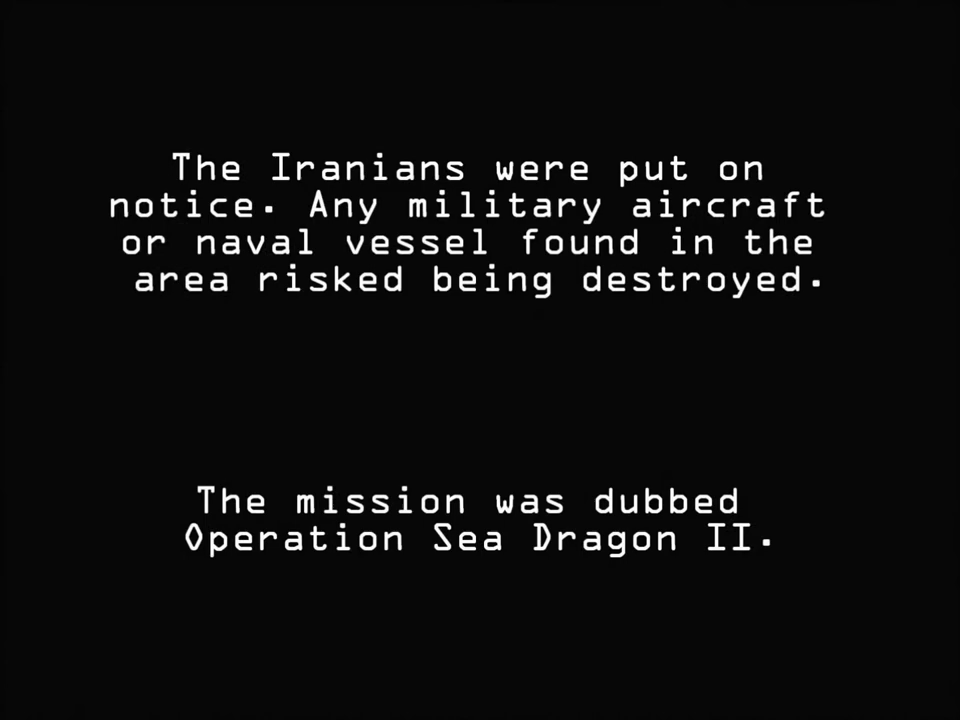 The Iranians were put on
notice. Any military aircraft
or naval vessel found in the
area risked being destroyed.
The mission was dubbed
Operation Sea Dragon II.